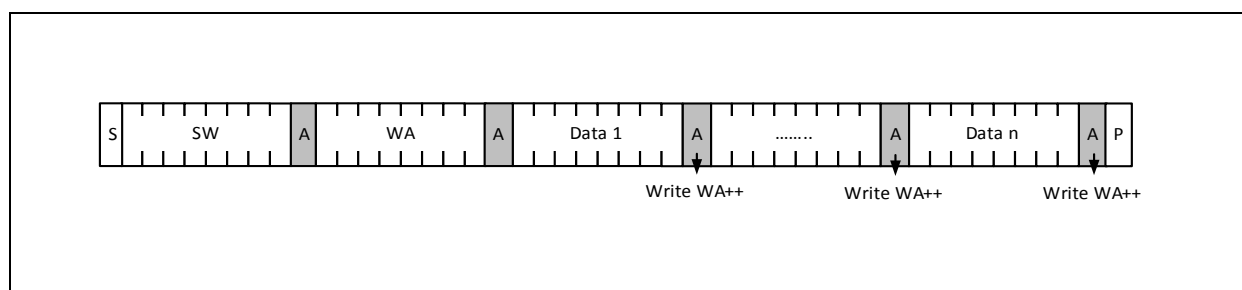 S SW A WA A Data 1 A ........ A Data n A P
Write WA++ Write WA++ Write WA++